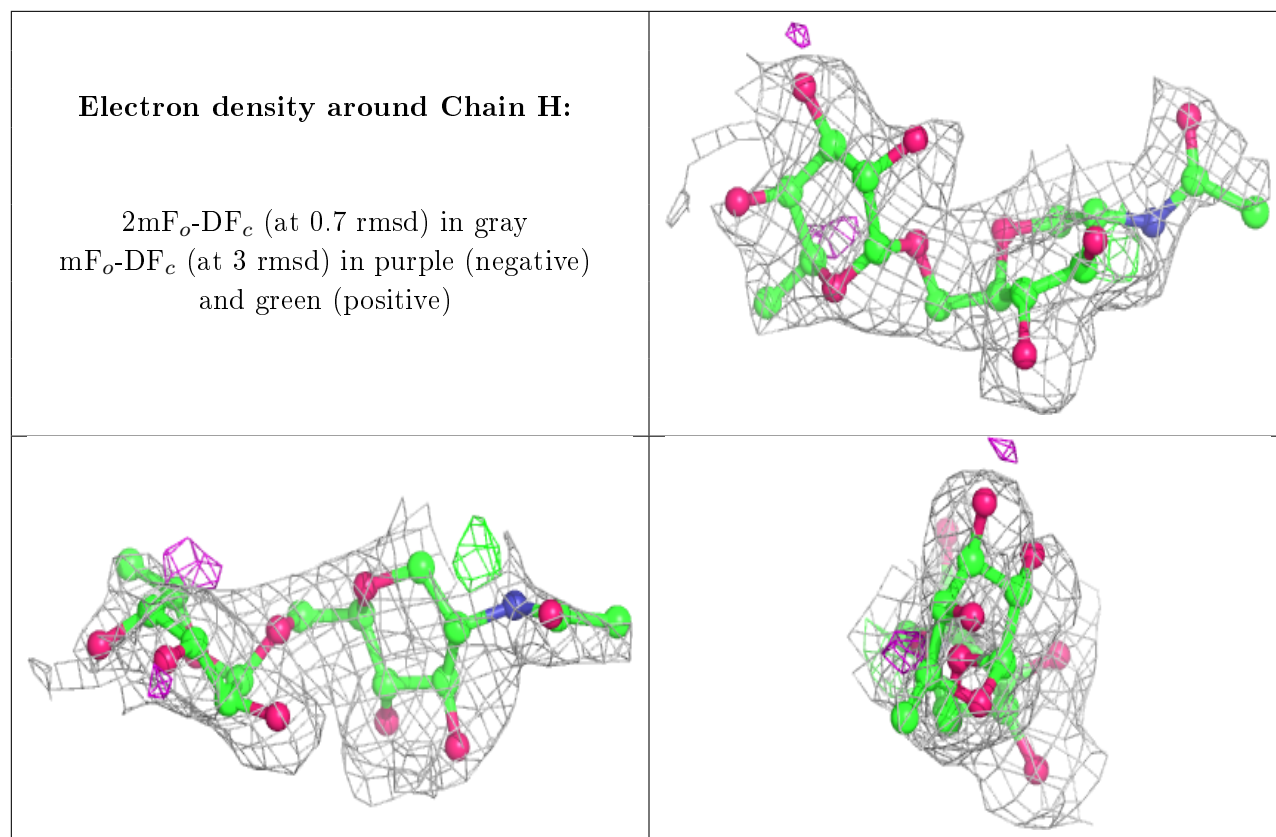 Electron density around Chain H:
2mFₒ-DF𝒸 (at 0.7 rmsd) in gray
mFₒ-DF𝒸 (at 3 rmsd) in purple (negative)
and green (positive)